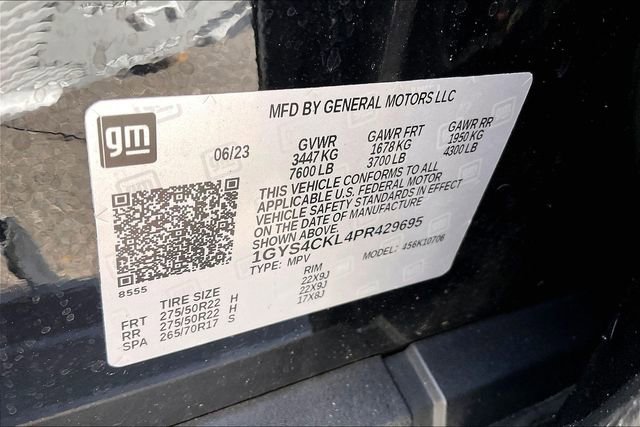 MFD BY GENERAL MOTORS LLC
gm
06/23
GVWR
3447 KG
7600 LB
GAWR FRT
1678 KG
3700 LB
GAWR RR
1950 KG
4300 LB
THIS VEHICLE CONFORMS TO ALL
APPLICABLE U.S. FEDERAL MOTOR
VEHICLE SAFETY STANDARDS IN EFFECT
ON THE DATE OF MANUFACTURE
SHOWN ABOVE.
1GYS4CKL4PR429695
TYPE: MPV MODEL: 456K10706
8555
TIRE SIZE RIM
FRT 275/50R22 H 22X9J
RR 275/50R22 H 22X9J
SPA 265/70R17 S 17X8J